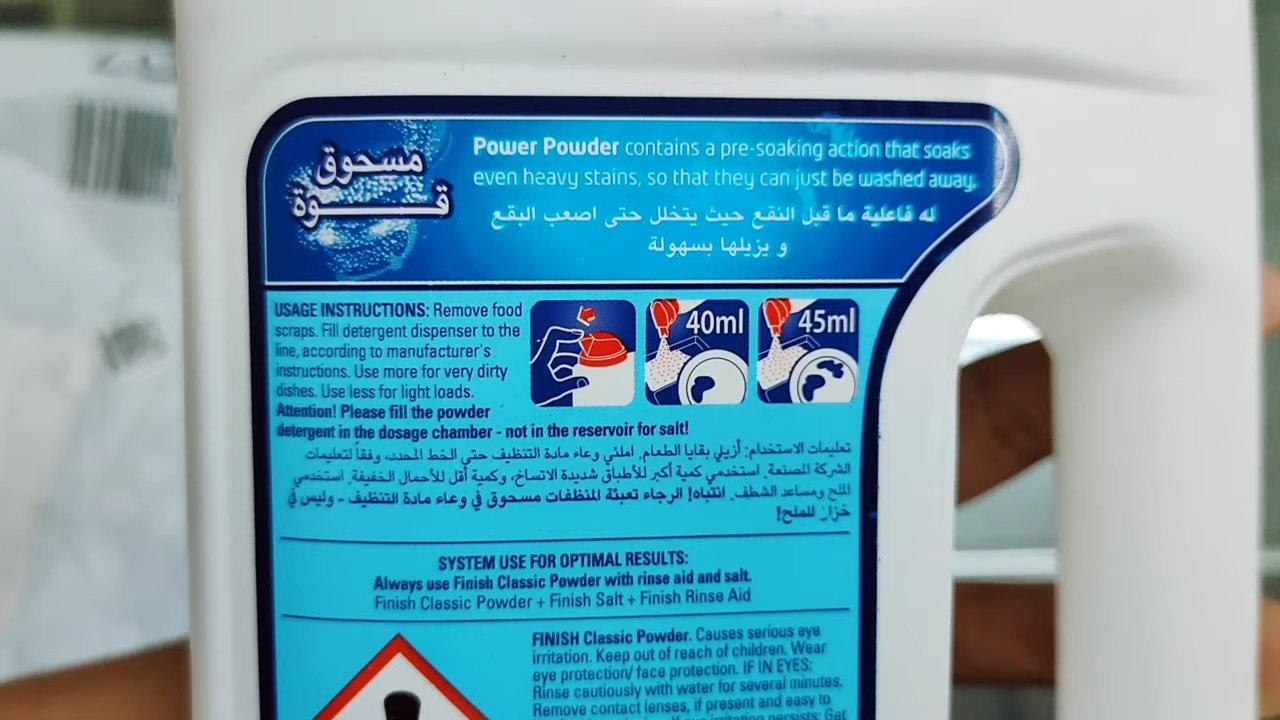 مسحوق
قـــوة
Power Powder contains a pre-soaking action that soaks
even heavy stains, so that they can just be washed away.
له فاعلية ما قبل النقع حيث يتخلل حتى اصعب البقع
و يزيلها بسهولة
USAGE INSTRUCTIONS: Remove food
scraps. Fill detergent dispenser to the
line, according to manufacturer's
instructions. Use more for very dirty
dishes. Use less for light loads.
Attention! Please fill the powder
detergent in the dosage chamber - not in the reservoir for salt!
40ml
45ml
تعليمات الاستخدام: أزيلي بقايا الطعام. املئي وعاء مادة التنظيف حتى الخط المحدد، وفقاً لتعليمات
الشركة المصنعة. استخدمي كمية أكبر للأطباق شديدة الاتساخ، وكمية أقل للأحمال الخفيفة. استخدمي
الملح ومساعد الشطف. انتباه! الرجاء تعبئة المنظفات مسحوق في وعاء مادة التنظيف - وليس في
خزان للملح!
SYSTEM USE FOR OPTIMAL RESULTS:
Always use Finish Classic Powder with rinse aid and salt.
Finish Classic Powder + Finish Salt + Finish Rinse Aid
FINISH Classic Powder. Causes serious eye
irritation. Keep out of reach of children. Wear
eye protection/ face protection. IF IN EYES:
Rinse cautiously with water for several minutes.
Remove contact lenses, if present and easy to
irritation persists: Get